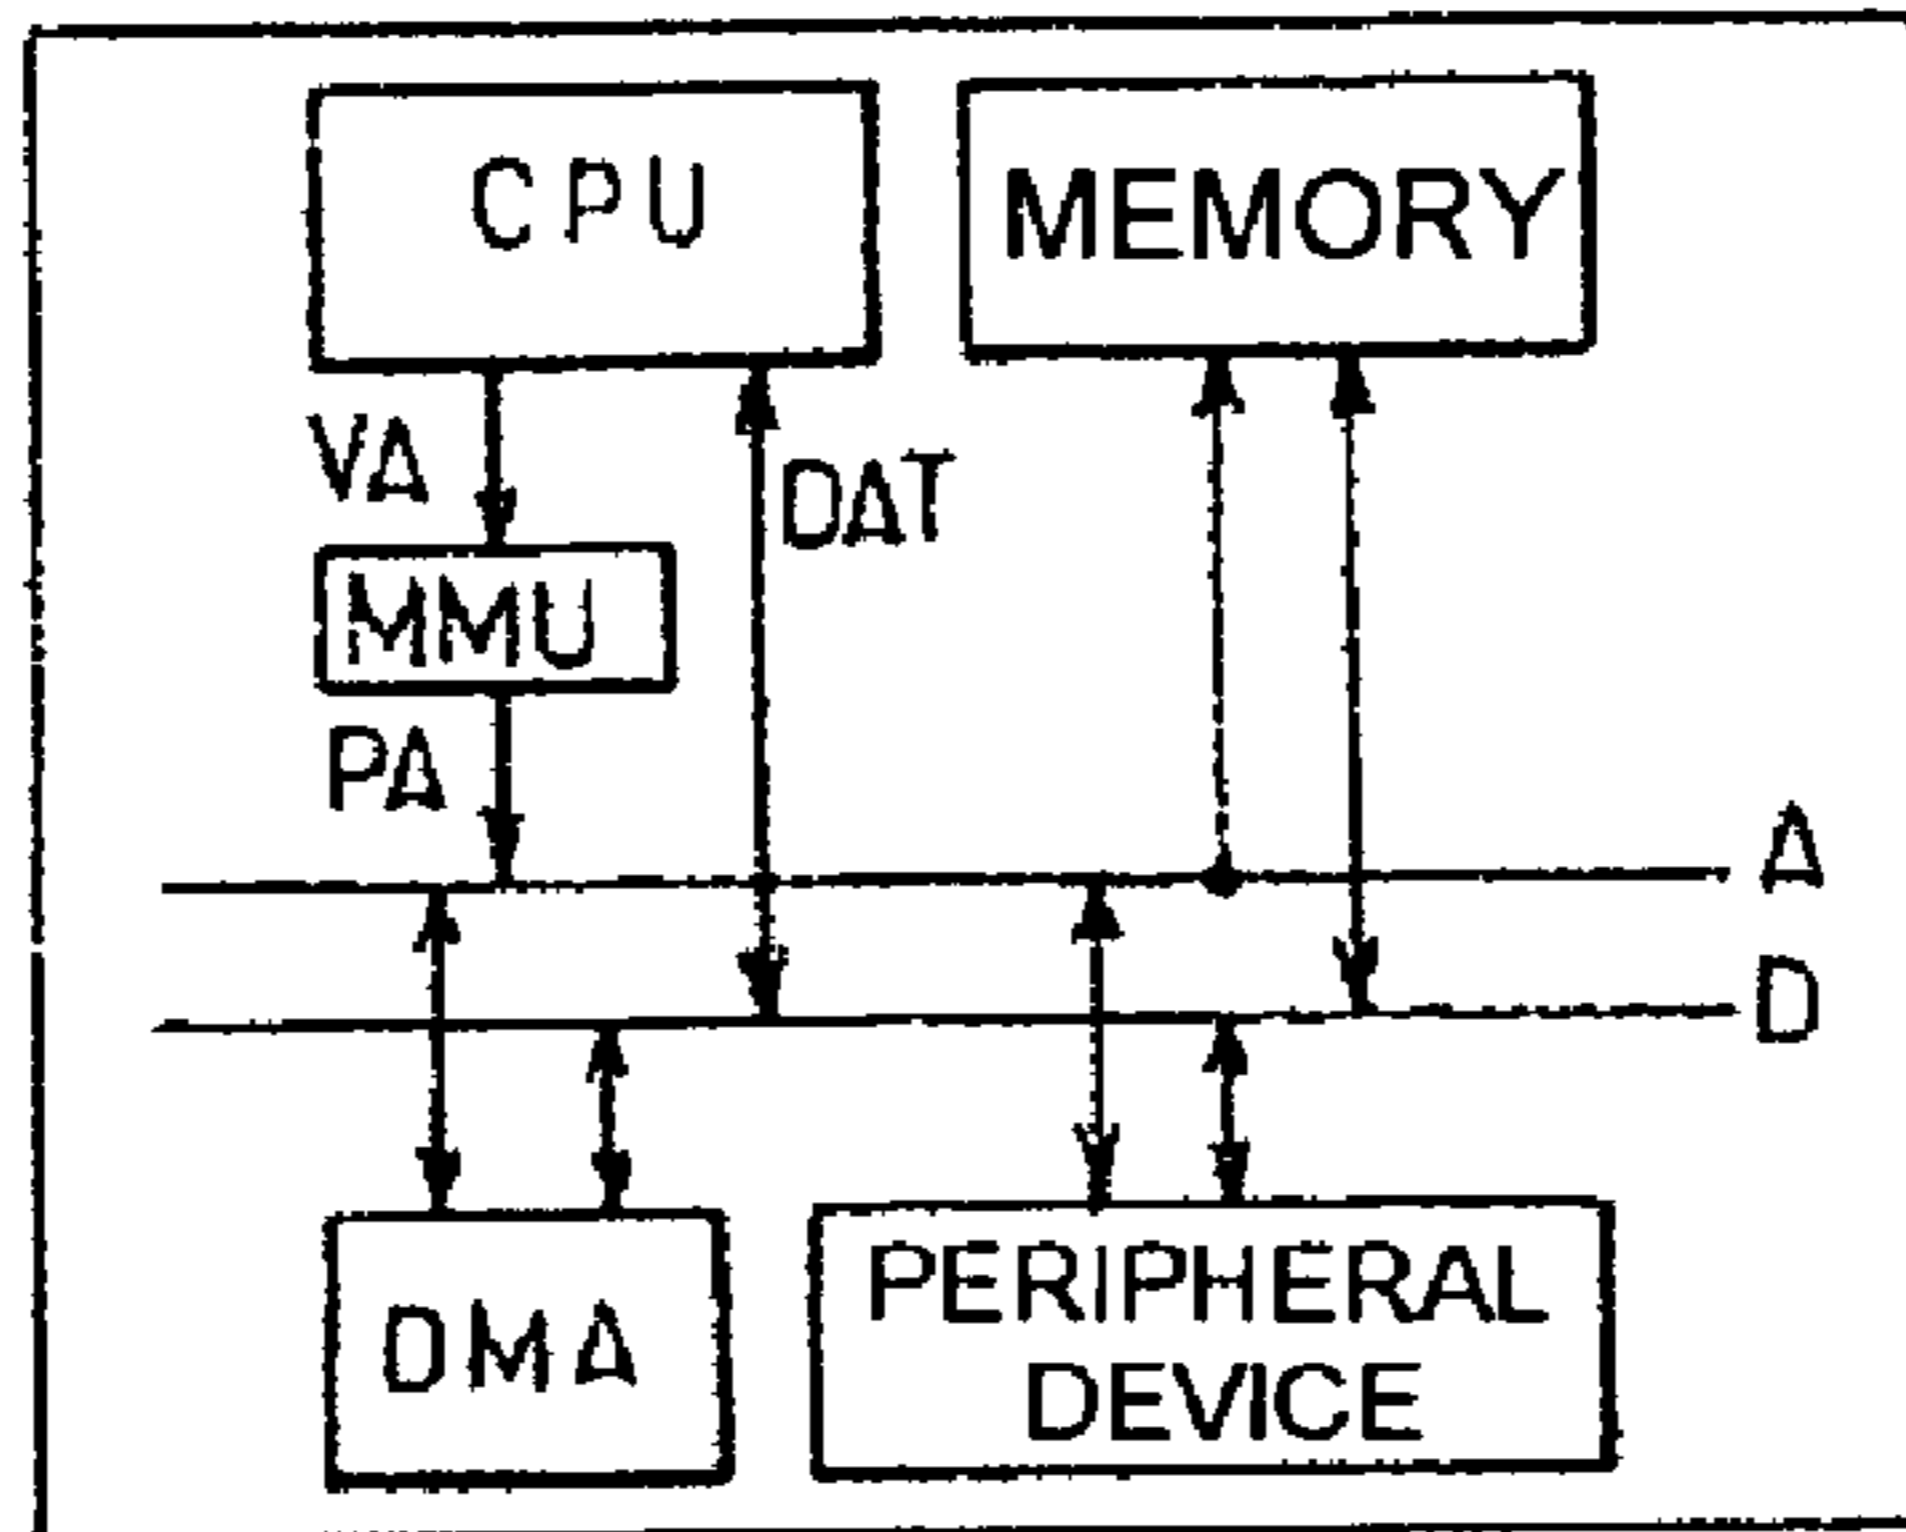 CPU
MEMORY
VA
DAT
MMU
PA
A
D
DMA
PERIPHERAL
DEVICE